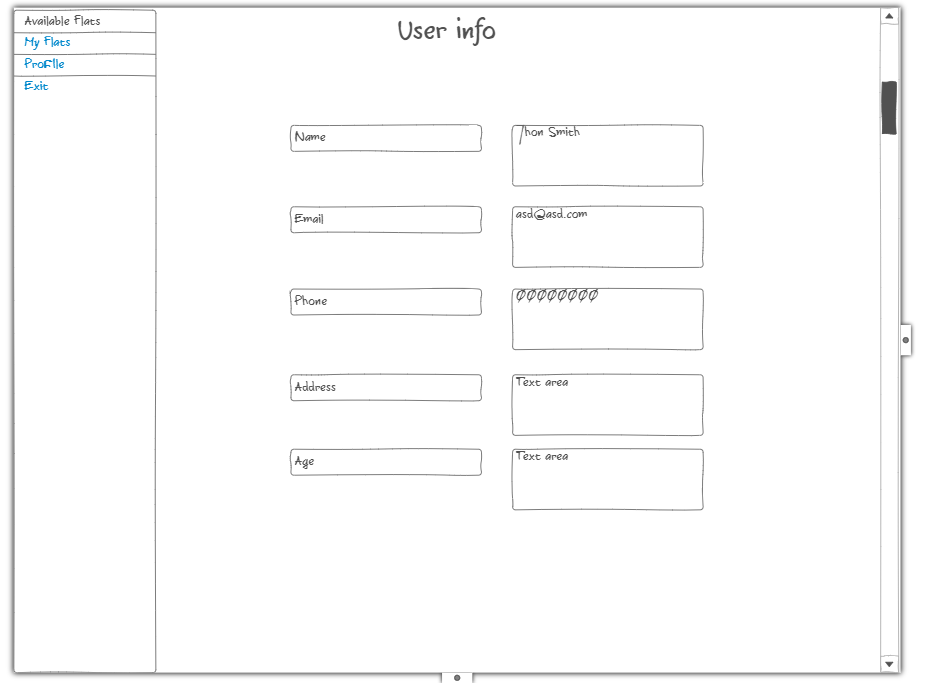 Available Flats
My Flats
Profile
Exit
User info
Name
Jhon Smith
Email
asd@asd.com
Phone
00000000
Address
Text area
Age
Text area